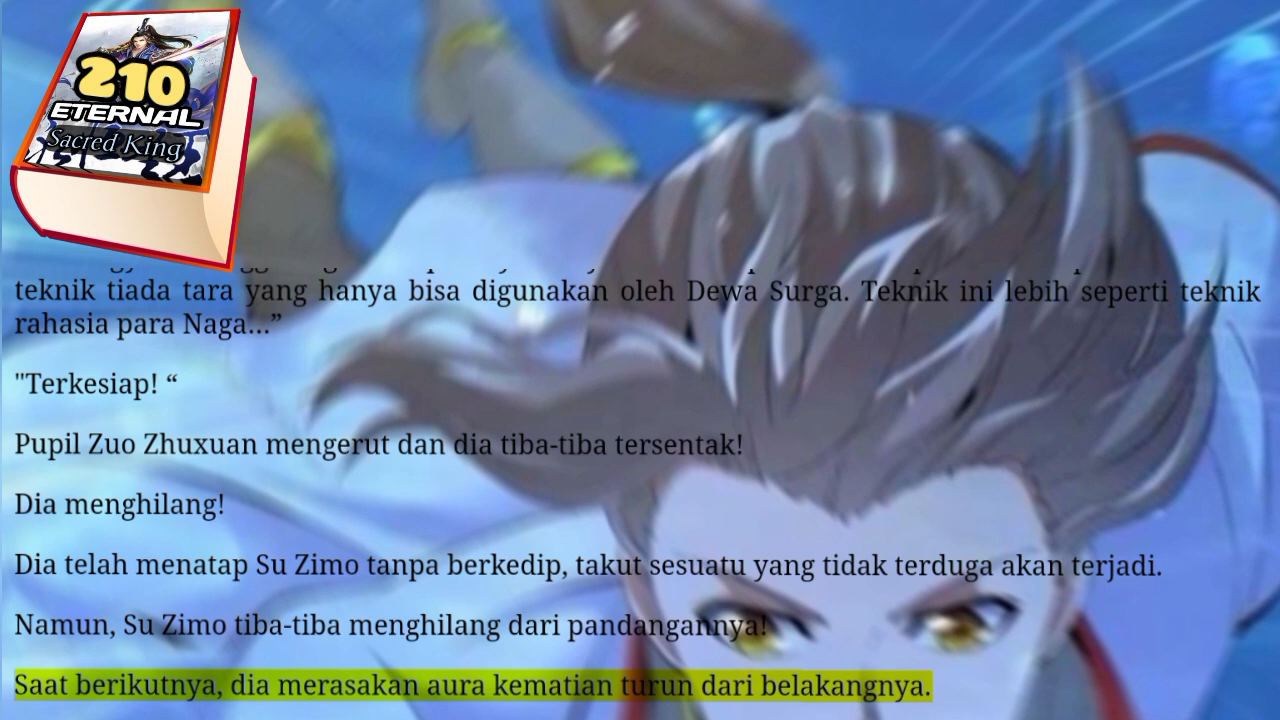 210
ETERNAL
Sacred King
teknik tiada tara yang hanya bisa digunakan oleh Dewa Surga. Teknik ini lebih seperti teknik
rahasia para Naga…”
"Terkesiap! “
Pupil Zuo Zhuxuan mengerut dan dia tiba-tiba tersentak!
Dia menghilang!
Dia telah menatap Su Zimo tanpa berkedip, takut sesuatu yang tidak terduga akan terjadi.
Namun, Su Zimo tiba-tiba menghilang dari pandangannya!
Saat berikutnya, dia merasakan aura kematian turun dari belakangnya.